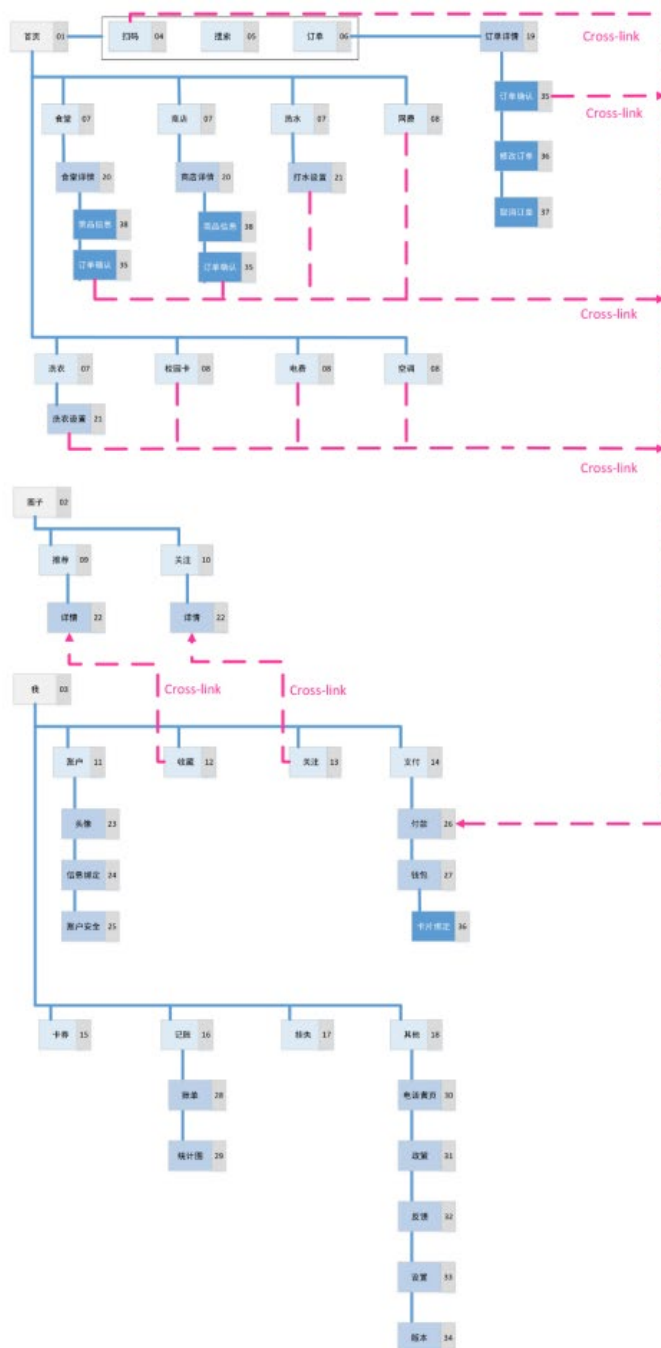 首页 01
扫码 04
搜索 05
订单 06
订单详情 19
Cross-link
订单确认 35
Cross-link
修改订单 36
取消订单 37
食堂 07
商店 07
热水 07
网费 08
食堂详情 20
商店详情 20
打水设置 21
菜品信息 38
商品信息 38
订单确认 35
订单确认 35
Cross-link
洗衣 07
校园卡 08
电费 08
空调 08
洗衣设置 21
Cross-link
圈子 02
推荐 09
关注 10
详情 22
详情 22
Cross-link
Cross-link
我 03
账户 11
收藏 12
关注 13
支付 14
头像 23
付款 26
信息绑定 24
钱包 27
账户安全 25
卡片绑定 36
卡券 15
记账 16
挂失 17
其他 18
账单 28
电话黄页 30
统计图 29
政策 31
反馈 32
设置 33
版本 34